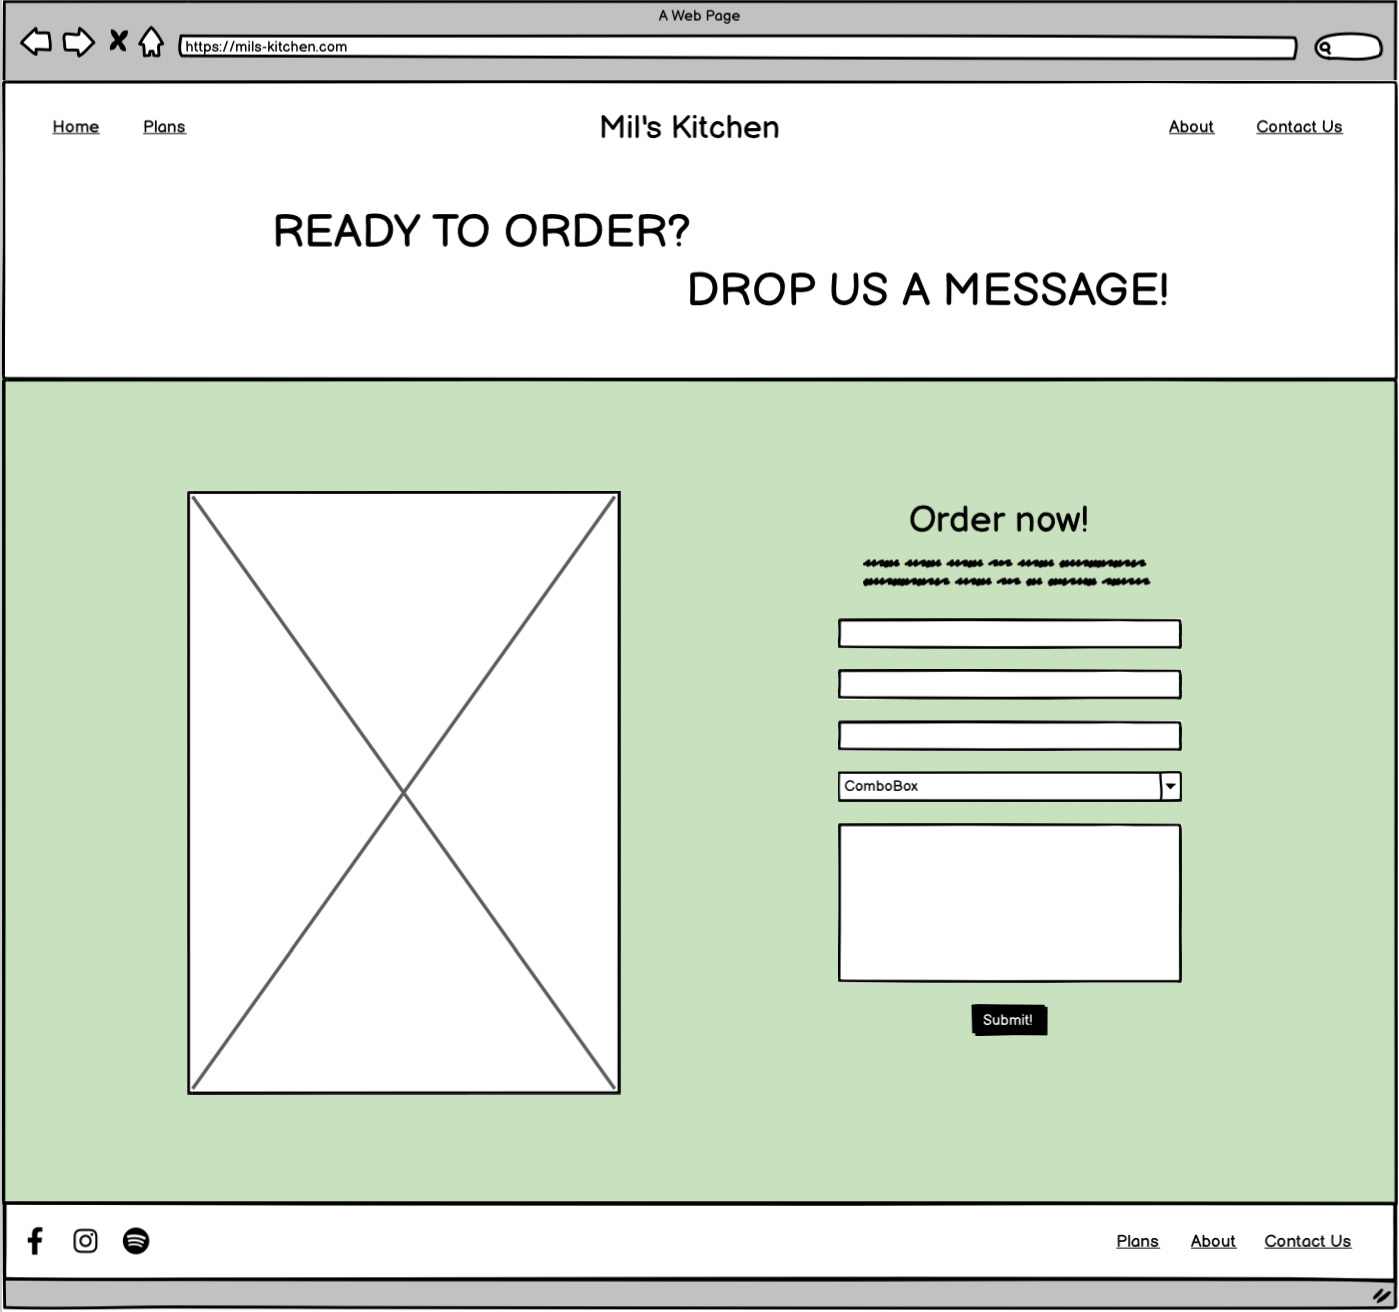 A Web Page
https://mils-kitchen.com
Home Plans Mil's Kitchen About Contact Us
READY TO ORDER?
DROP US A MESSAGE!
Order now!
ComboBox
Submit!
Plans About Contact Us